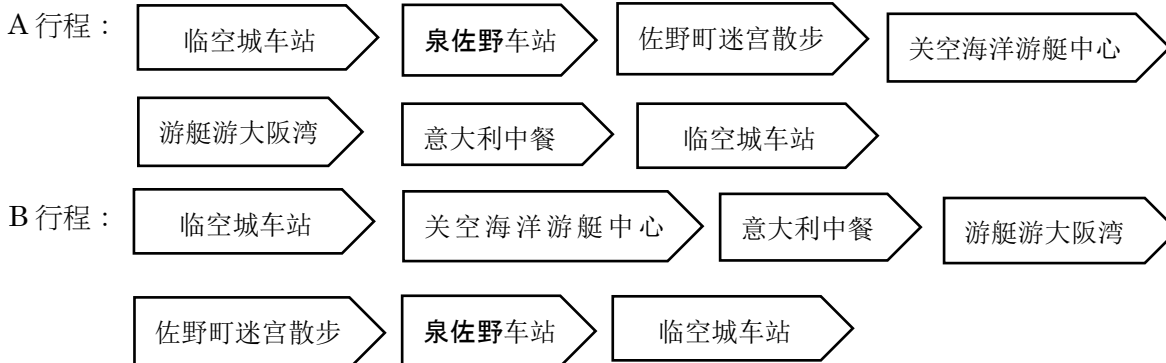 A 行程： 临空城车站 泉佐野车站 佐野町迷宫散步 关空海洋游艇中心
游艇游大阪湾 意大利中餐 临空城车站
B 行程： 临空城车站 关空海洋游艇中心 意大利中餐 游艇游大阪湾
佐野町迷宫散步 泉佐野车站 临空城车站